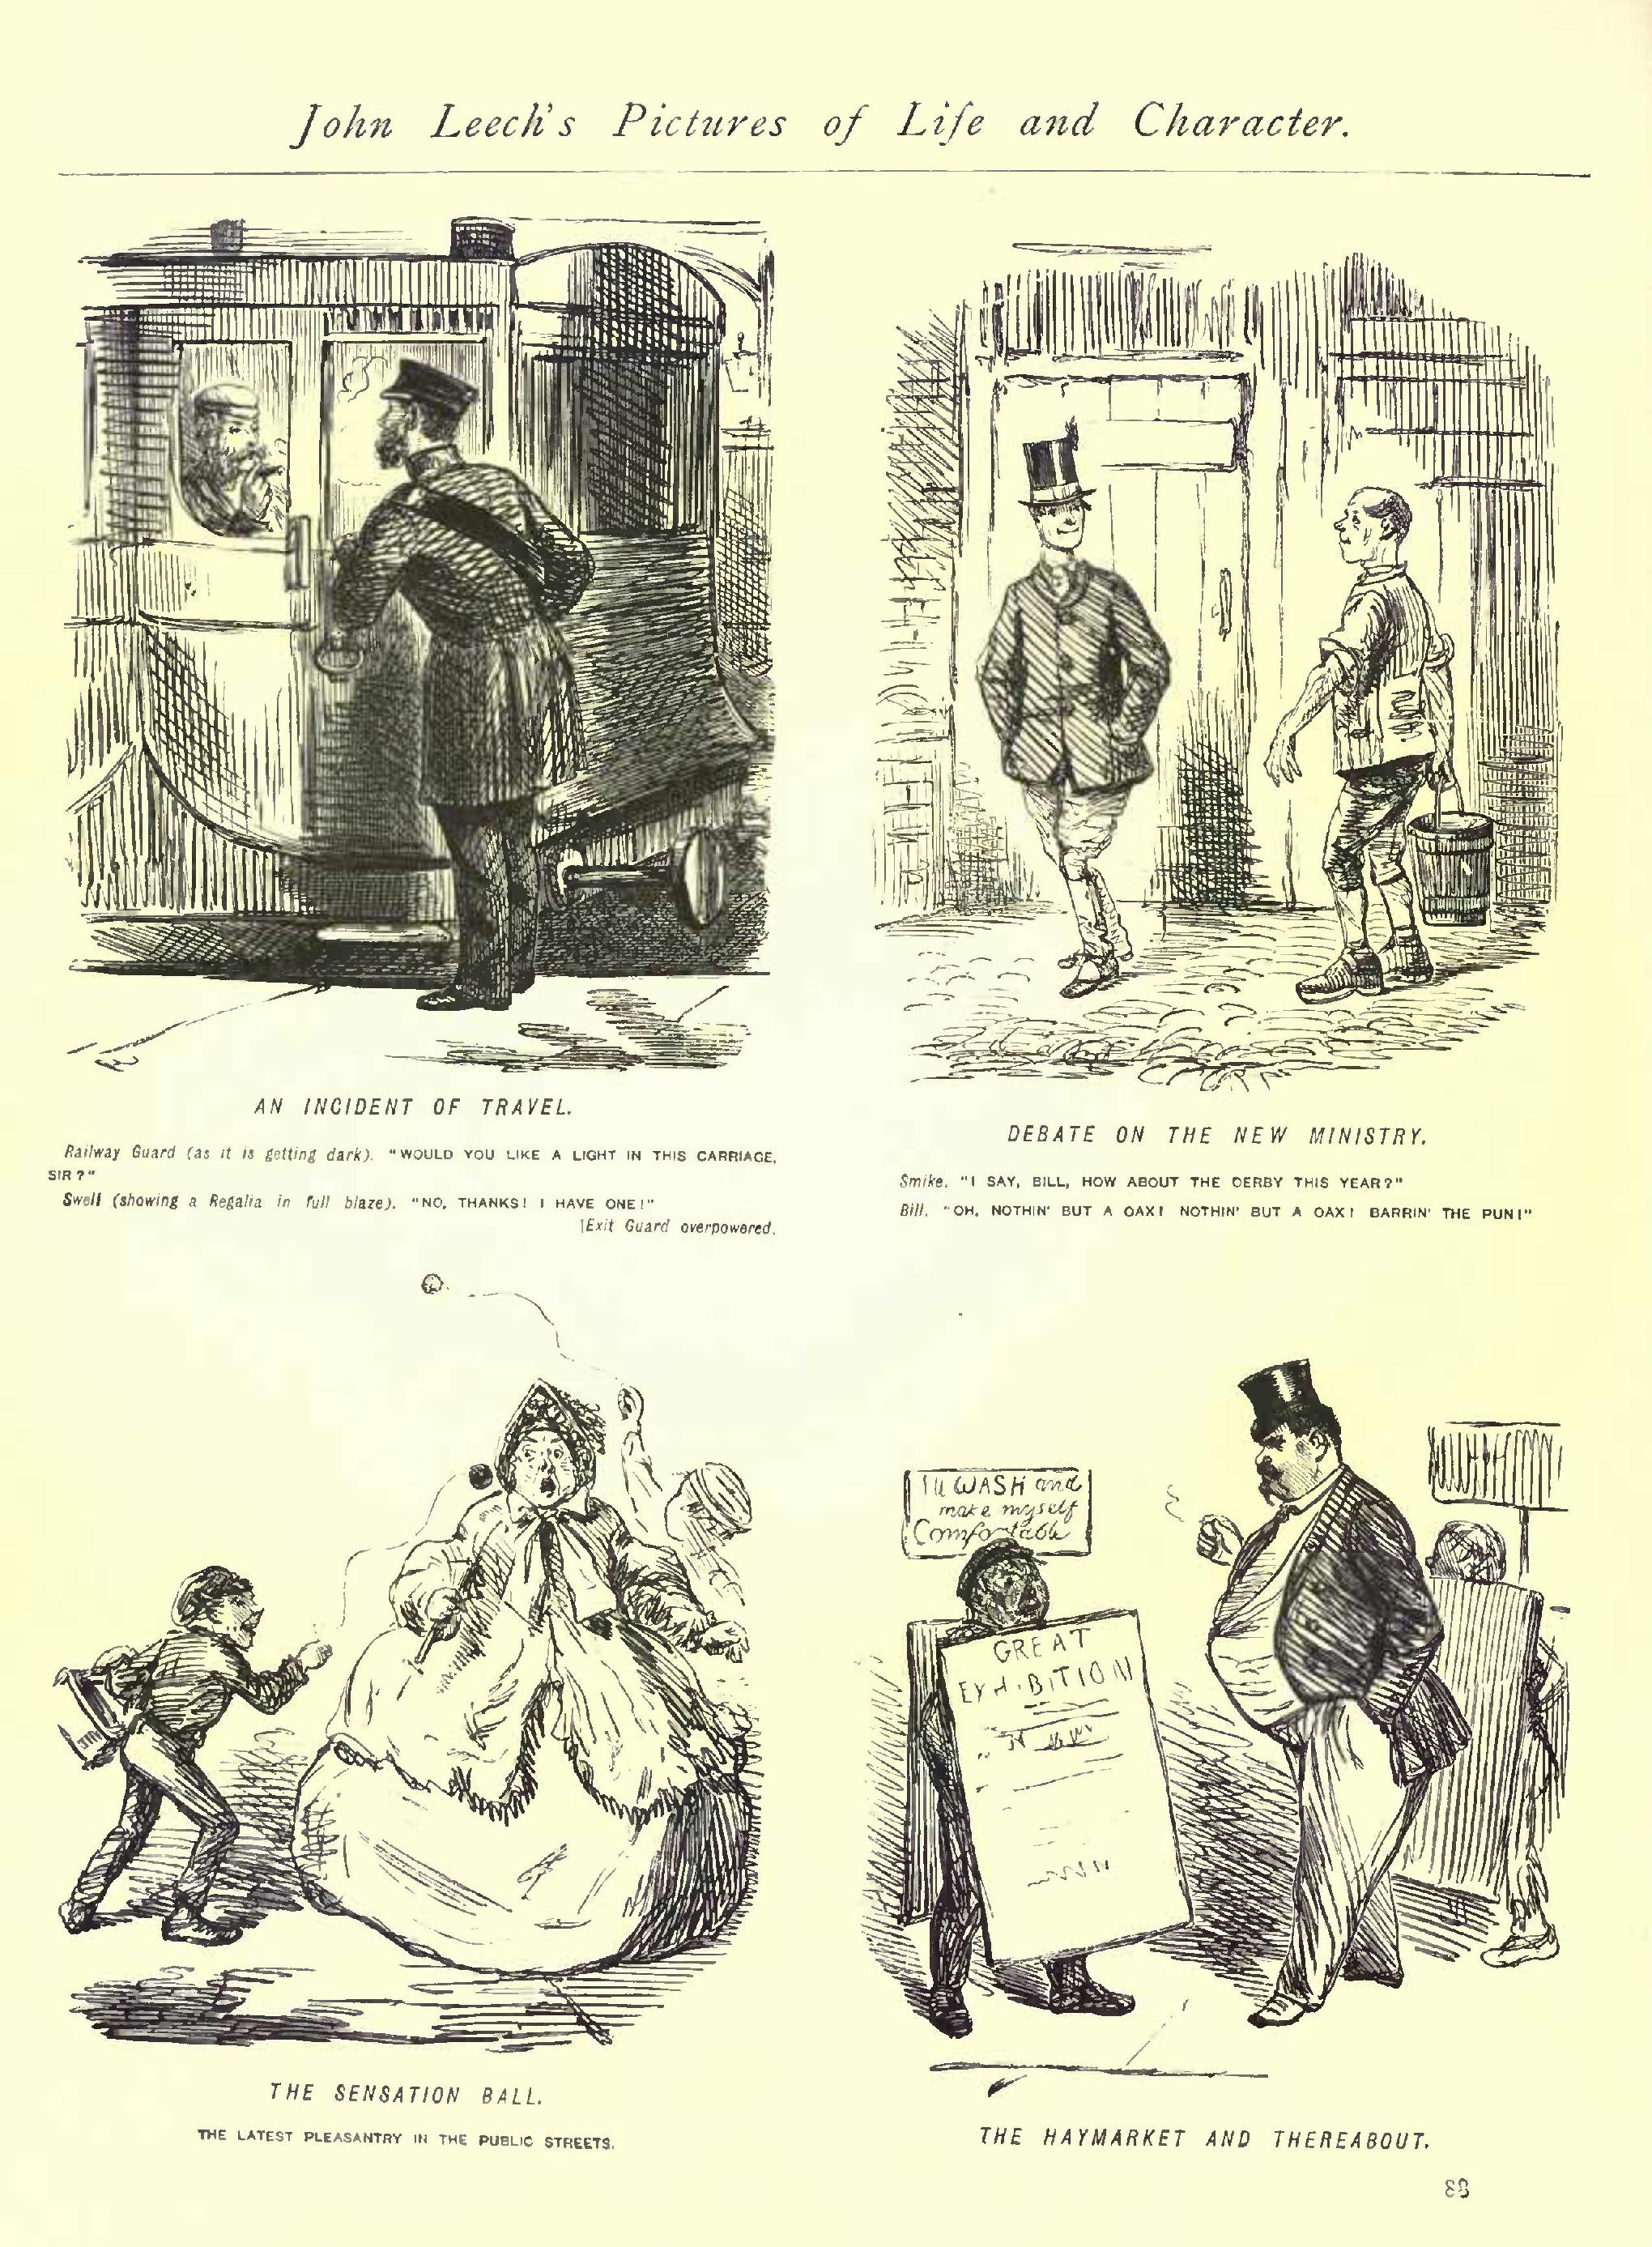 John Leech's Pictures of Life and Character.
AN INCIDENT OF TRAVEL.
Railway Guard (as it is getting dark). "WOULD YOU LIKE A LIGHT IN THIS CARRIAGE,
SIR?"
Swell (showing a Regalia in full blaze). "NO, THANKS! I HAVE ONE!"
[Exit Guard overpowered.
DEBATE ON THE NEW MINISTRY.
Smike. "I SAY, BILL, HOW ABOUT THE DERBY THIS YEAR?"
Bill. "OH, NOTHIN' BUT A OAX! NOTHIN' BUT A OAX! BARRIN' THE PUN!"
WASH and
make myself
Comfortable
GREAT
EXHIBITION
THE SENSATION BALL.
THE LATEST PLEASANTRY IN THE PUBLIC STREETS.
THE HAYMARKET AND THEREABOUT.